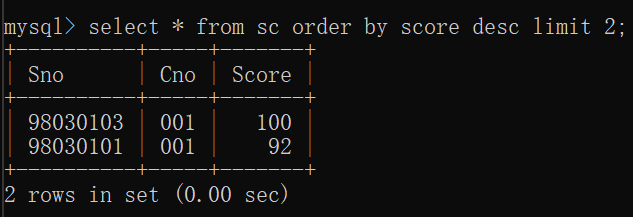 mysql> select * from sc order by score desc limit 2;
+----------+-----+-------+
| Sno      | Cno | Score |
+----------+-----+-------+
| 98030103 | 001 |   100 |
| 98030101 | 001 |    92 |
+----------+-----+-------+
2 rows in set (0.00 sec)